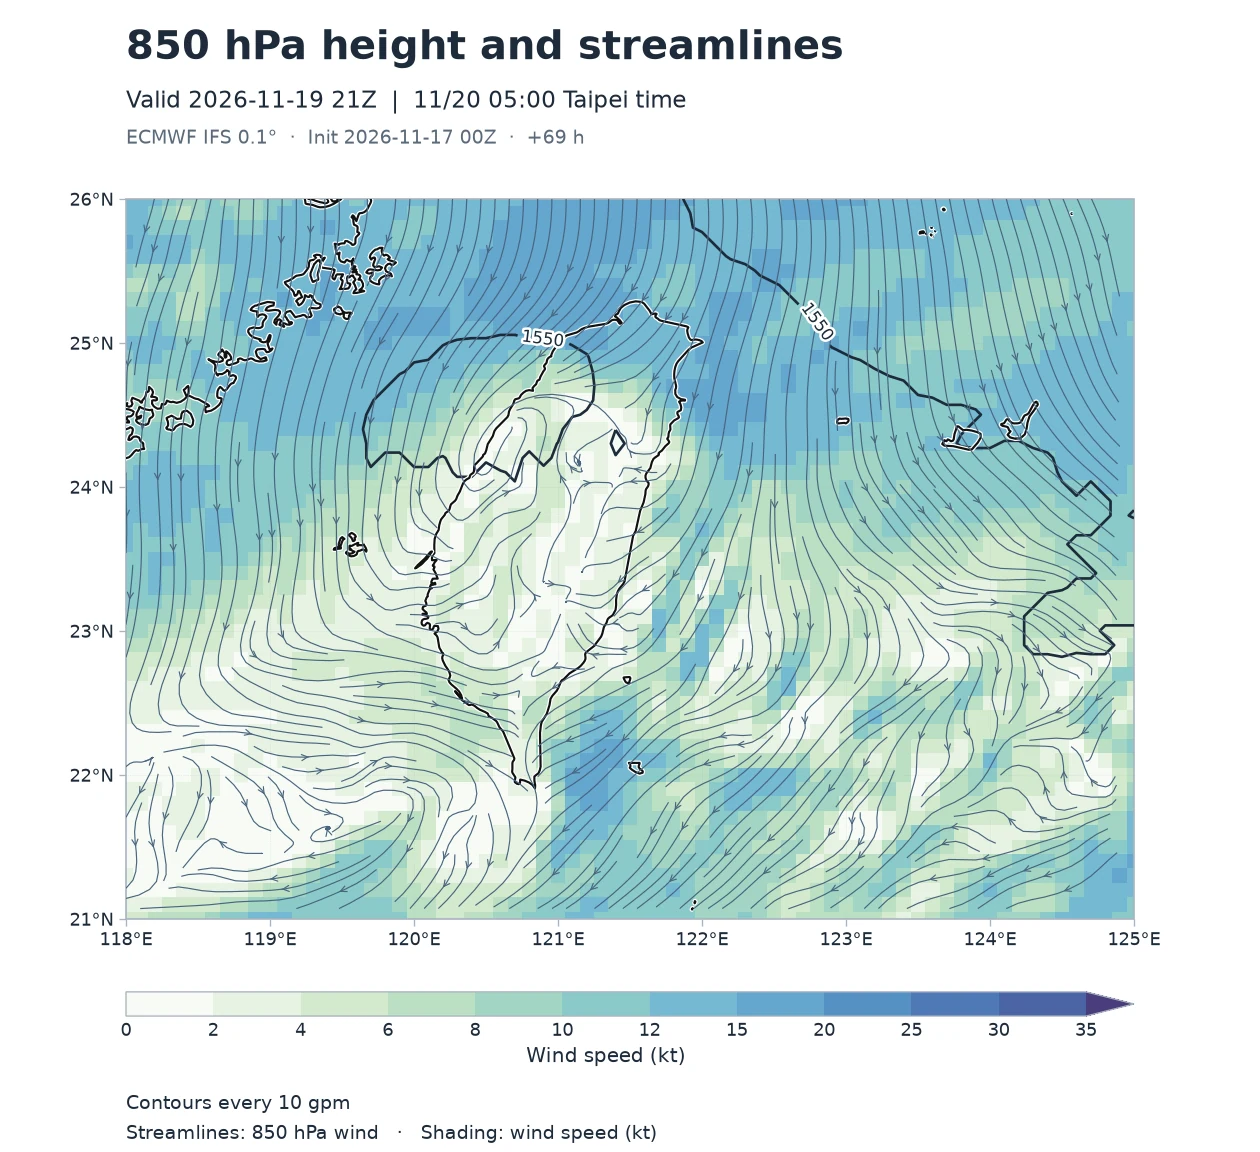 850 hPa height and streamlines
Valid 2026-11-19 21Z | 11/20 05:00 Taipei time
ECMWF IFS 0.1° · Init 2026-11-17 00Z · +69 h
26°N
25°N
24°N
23°N
22°N
21°N
1550
1550
118°E 119°E 120°E 121°E 122°E 123°E 124°E 125°E
0 2 4 6 8 10 12 15 20 25 30 35
Wind speed (kt)
Contours every 10 gpm
Streamlines: 850 hPa wind · Shading: wind speed (kt)